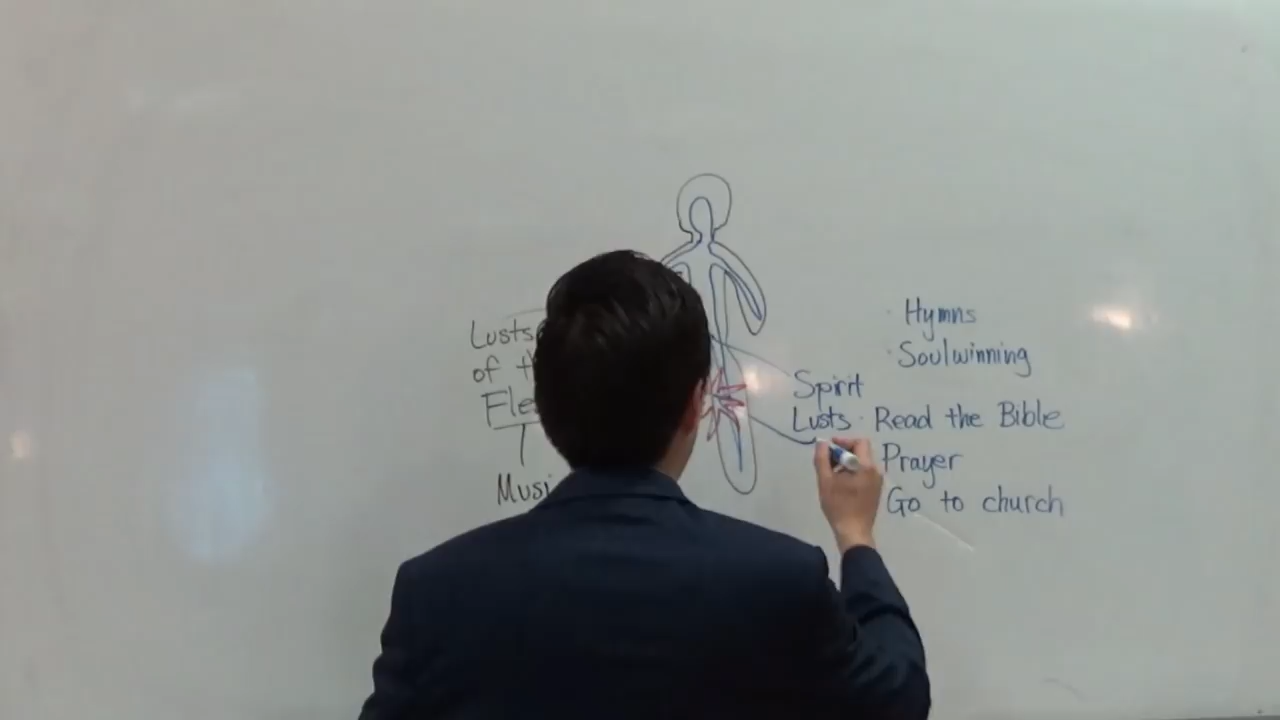 Lusts
of
Hymns
Soulwinning
Spirit
Lusts · Read the Bible
Prayer
Go to church